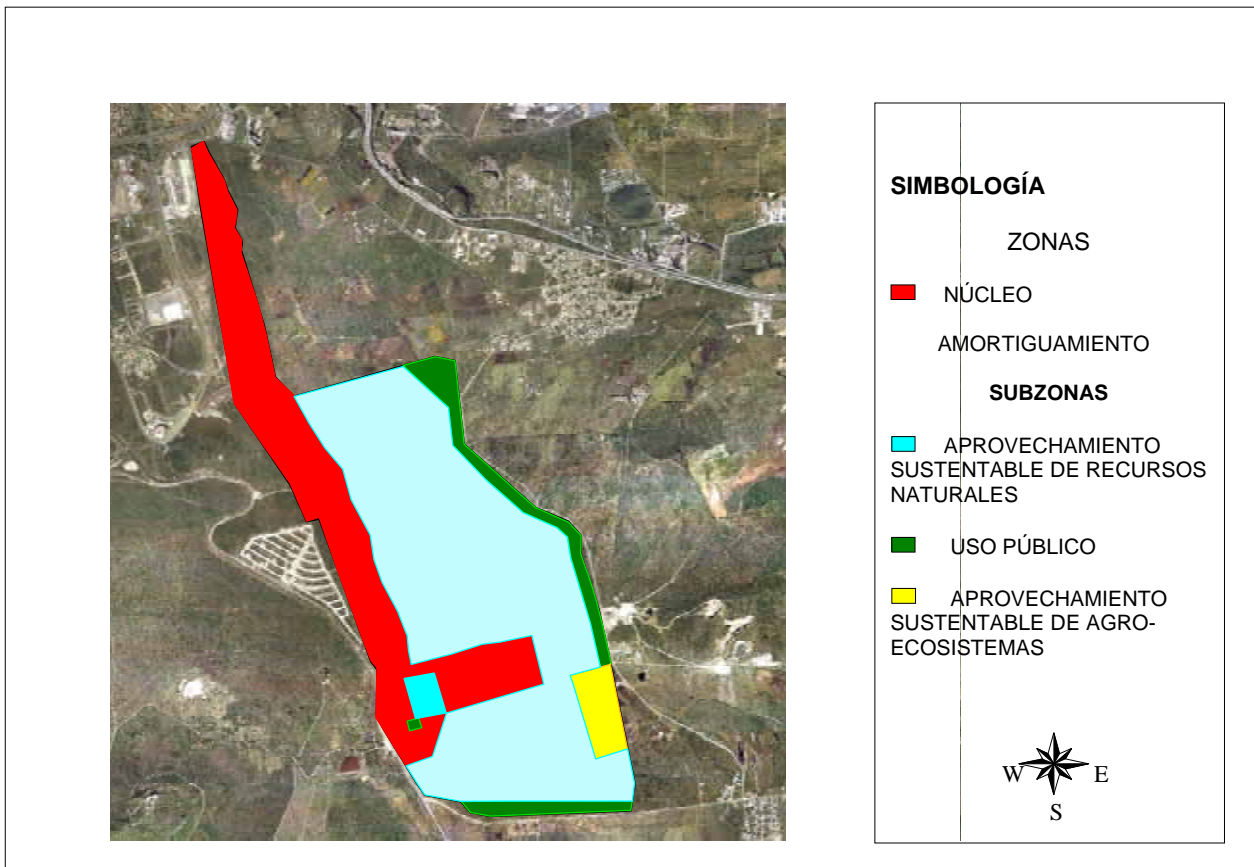 SIMBOLOGÍA
ZONAS
NÚCLEO
AMORTIGUAMIENTO
SUBZONAS
APROVECHAMIENTO
SUSTENTABLE DE RECURSOS
NATURALES
USO PÚBLICO
APROVECHAMIENTO
SUSTENTABLE DE AGRO-
ECOSISTEMAS
W E
S